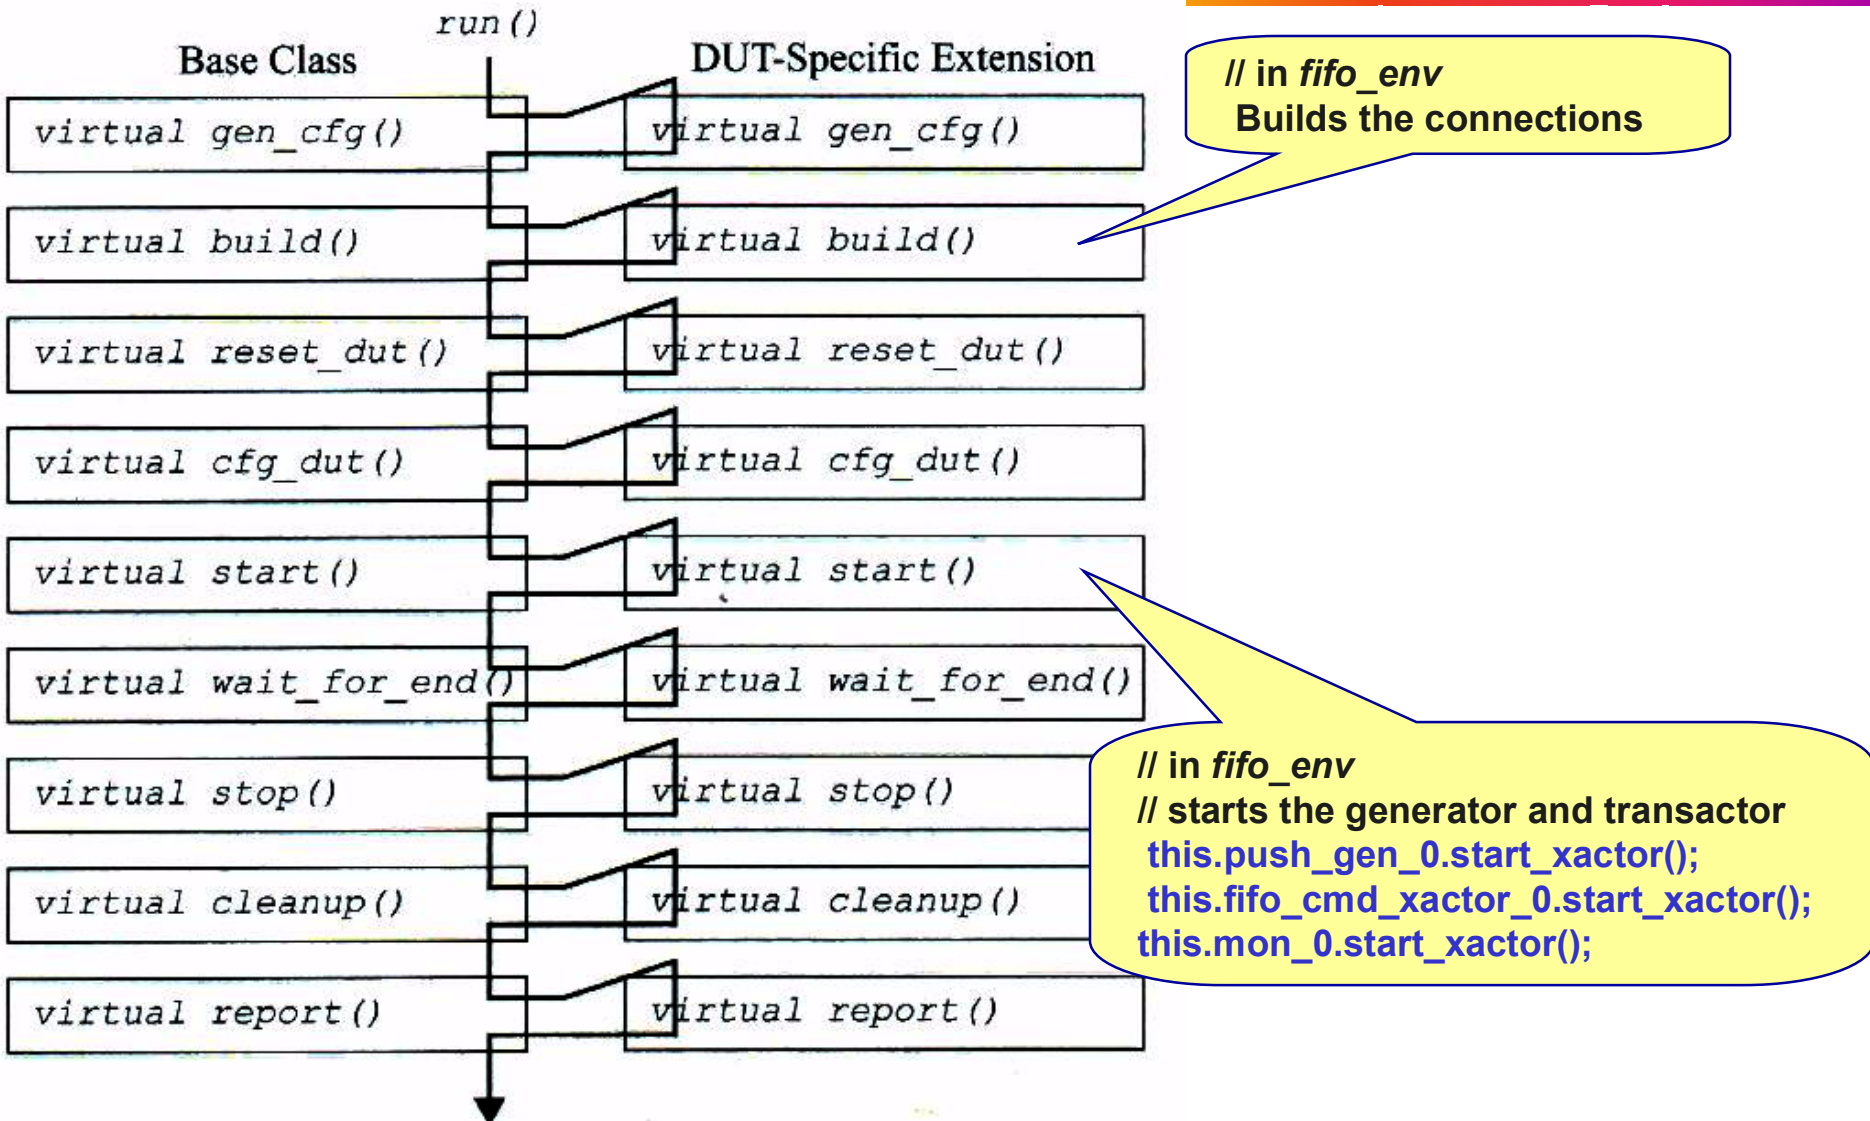 run()
Base Class
DUT-Specific Extension
virtual gen_cfg()
virtual gen_cfg()
virtual build()
virtual build()
virtual reset_dut()
virtual reset_dut()
virtual cfg_dut()
virtual cfg_dut()
virtual start()
virtual start()
virtual wait_for_end()
virtual wait_for_end()
virtual stop()
virtual stop()
virtual cleanup()
virtual cleanup()
virtual report()
virtual report()
// in fifo_env
Builds the connections
// in fifo_env
// starts the generator and transactor
this.push_gen_0.start_xactor();
this.fifo_cmd_xactor_0.start_xactor();
this.mon_0.start_xactor();